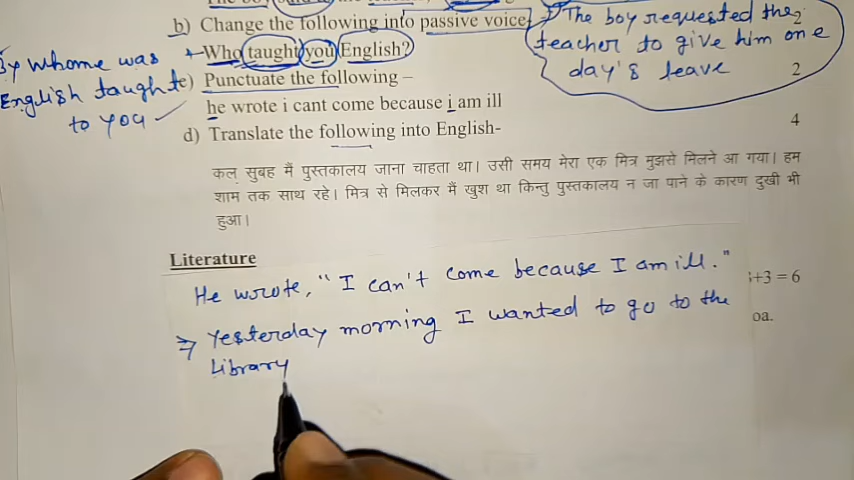 b) Change the following into passive voice
Who taught you English?
c) Punctuate the following –
he wrote i cant come because i am ill
d) Translate the following into English-
कल सुबह मैं पुस्तकालय जाना चाहता था। उसी समय मेरा एक मित्र मुझसे मिलने आ गया। हम
शाम तक साथ रहे। मित्र से मिलकर मैं खुश था किन्तु पुस्तकालय न जा पाने के कारण दुखी भी
हुआ।
The boy requested the
teacher to give him one
day's leave
2
2
4
By whome was
English taught
to you
Literature
He wrote, "I can't come because I am ill."
+3 = 6
⇒ Yesterday morning I wanted to go to the
oa.
Library